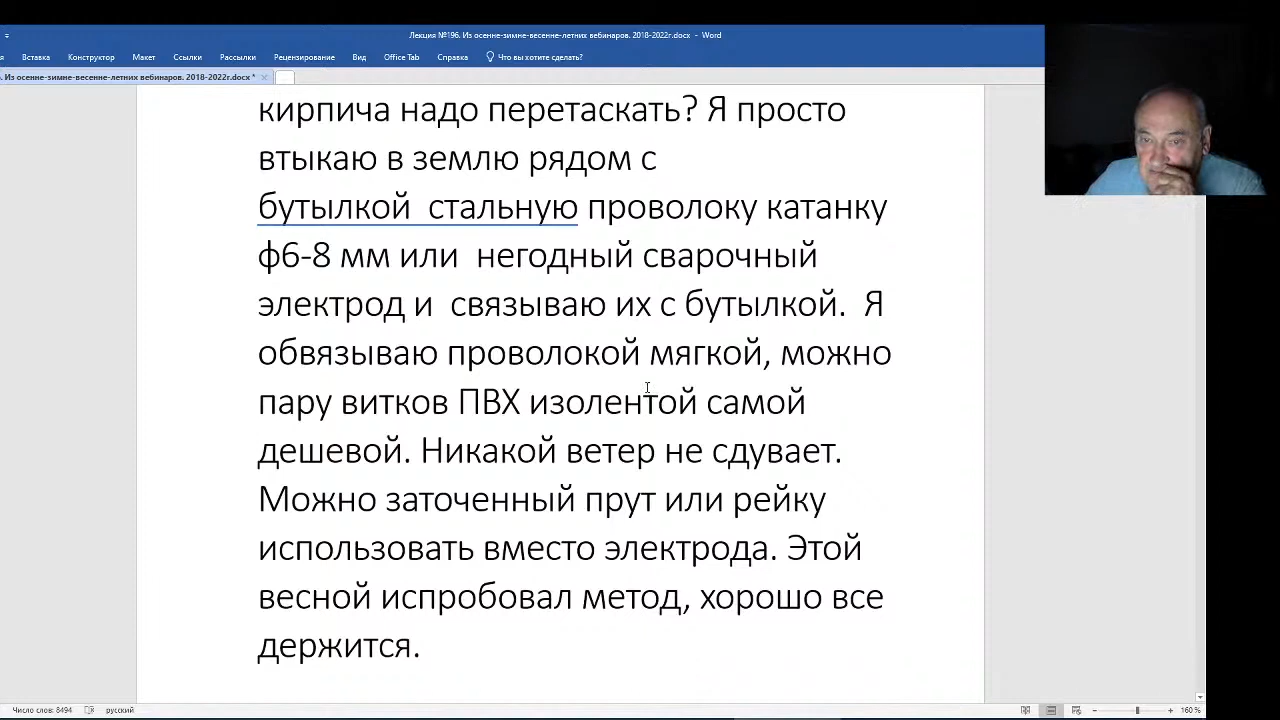 Лекция №196. Из осенне-зимне-весенне-летних вебинаров. 2018-2022г.docx - Word
Вставка Конструктор Макет Ссылки Рассылки Рецензирование Вид Office Tab Справка Что вы хотите сделать?
. Из осенне-зимне-весенне-летних вебинаров. 2018-2022г.docx *
кирпича надо перетаскать? Я просто
втыкаю в землю рядом с
бутылкой стальную проволоку катанку
ф6-8 мм или негодный сварочный
электрод и связываю их с бутылкой. Я
обвязываю проволокой мягкой, можно
пару витков ПВХ изолентой самой
дешевой. Никакой ветер не сдувает.
Можно заточенный прут или рейку
использовать вместо электрода. Этой
весной испробовал метод, хорошо все
держится.
Число слов: 8494 русский 160 %